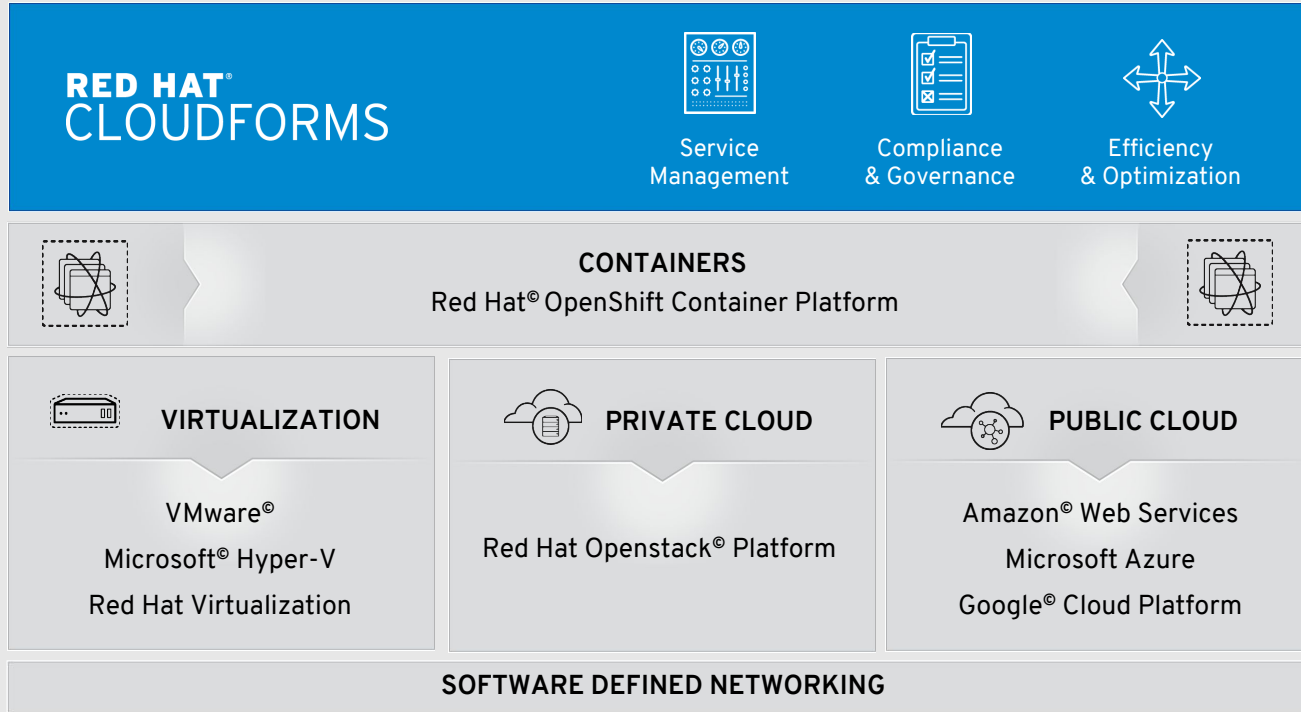 RED HAT®
CLOUDFORMS
Service
Management
Compliance
& Governance
Efficiency
& Optimization
CONTAINERS
Red Hat© OpenShift Container Platform
VIRTUALIZATION
VMware©
Microsoft© Hyper-V
Red Hat Virtualization
PRIVATE CLOUD
Red Hat Openstack© Platform
PUBLIC CLOUD
Amazon© Web Services
Microsoft Azure
Google© Cloud Platform
SOFTWARE DEFINED NETWORKING